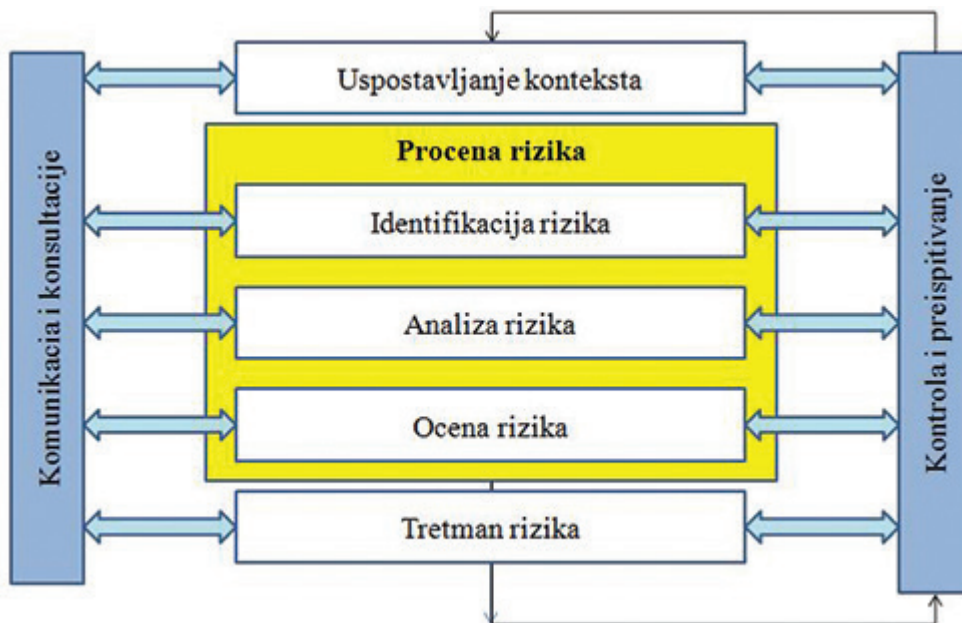 Uspostavljanje konteksta
Procena rizika
Identifikacija rizika
Analiza rizika
Ocena rizika
Tretman rizika
Komunikacia i konsultacije
Kontrola i preispitivanje